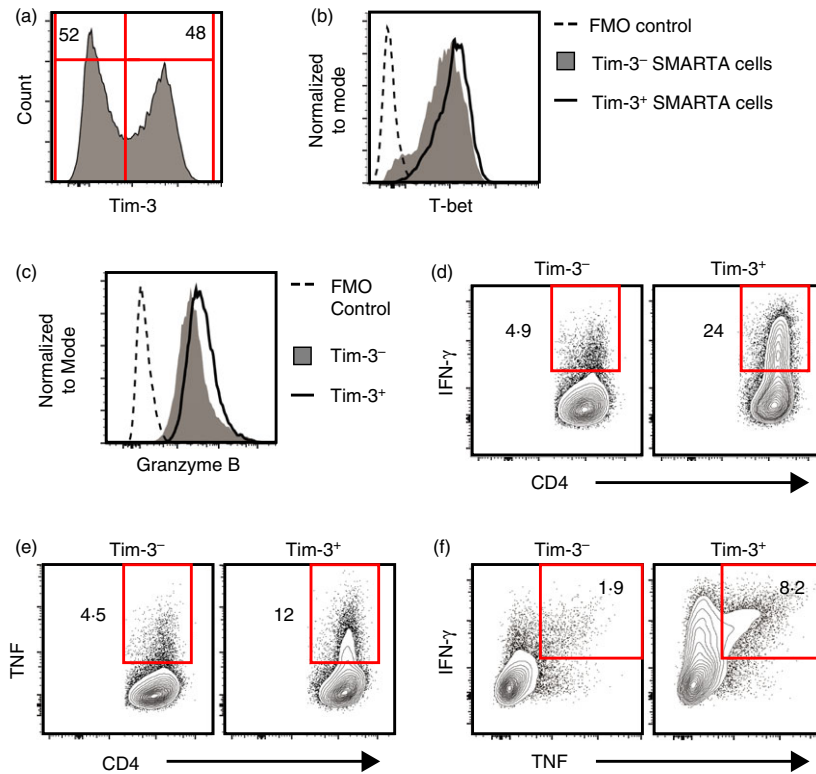 (a)
52
48
Count
Tim-3
(b)
Normalized
to mode
T-bet
FMO control
Tim-3⁻ SMARTA cells
Tim-3⁺ SMARTA cells
(c)
Normalized
to Mode
Granzyme B
FMO
Control
Tim-3⁻
Tim-3⁺
(d)
Tim-3⁻
Tim-3⁺
4·9
24
IFN-γ
CD4
(e)
Tim-3⁻
Tim-3⁺
4·5
12
TNF
CD4
(f)
Tim-3⁻
Tim-3⁺
1·9
8·2
IFN-γ
TNF